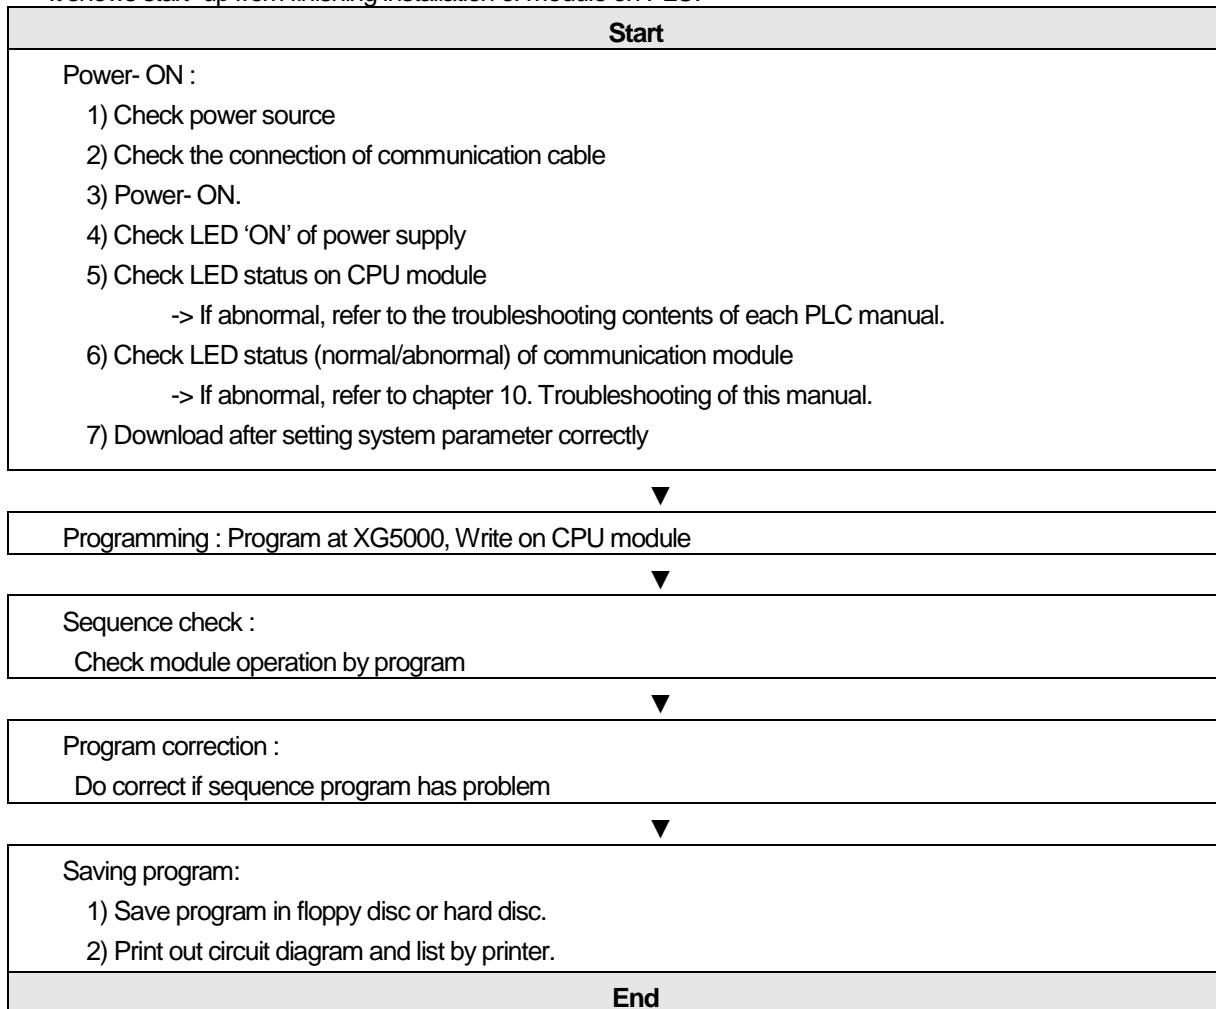 Start
Power- ON :
1) Check power source
2) Check the connection of communication cable
3) Power- ON.
4) Check LED ‘ON’ of power supply
5) Check LED status on CPU module
-> If abnormal, refer to the troubleshooting contents of each PLC manual.
6) Check LED status (normal/abnormal) of communication module
-> If abnormal, refer to chapter 10. Troubleshooting of this manual.
7) Download after setting system parameter correctly
▼
Programming : Program at XG5000, Write on CPU module
▼
Sequence check :
Check module operation by program
▼
Program correction :
Do correct if sequence program has problem
▼
Saving program:
1) Save program in floppy disc or hard disc.
2) Print out circuit diagram and list by printer.
End